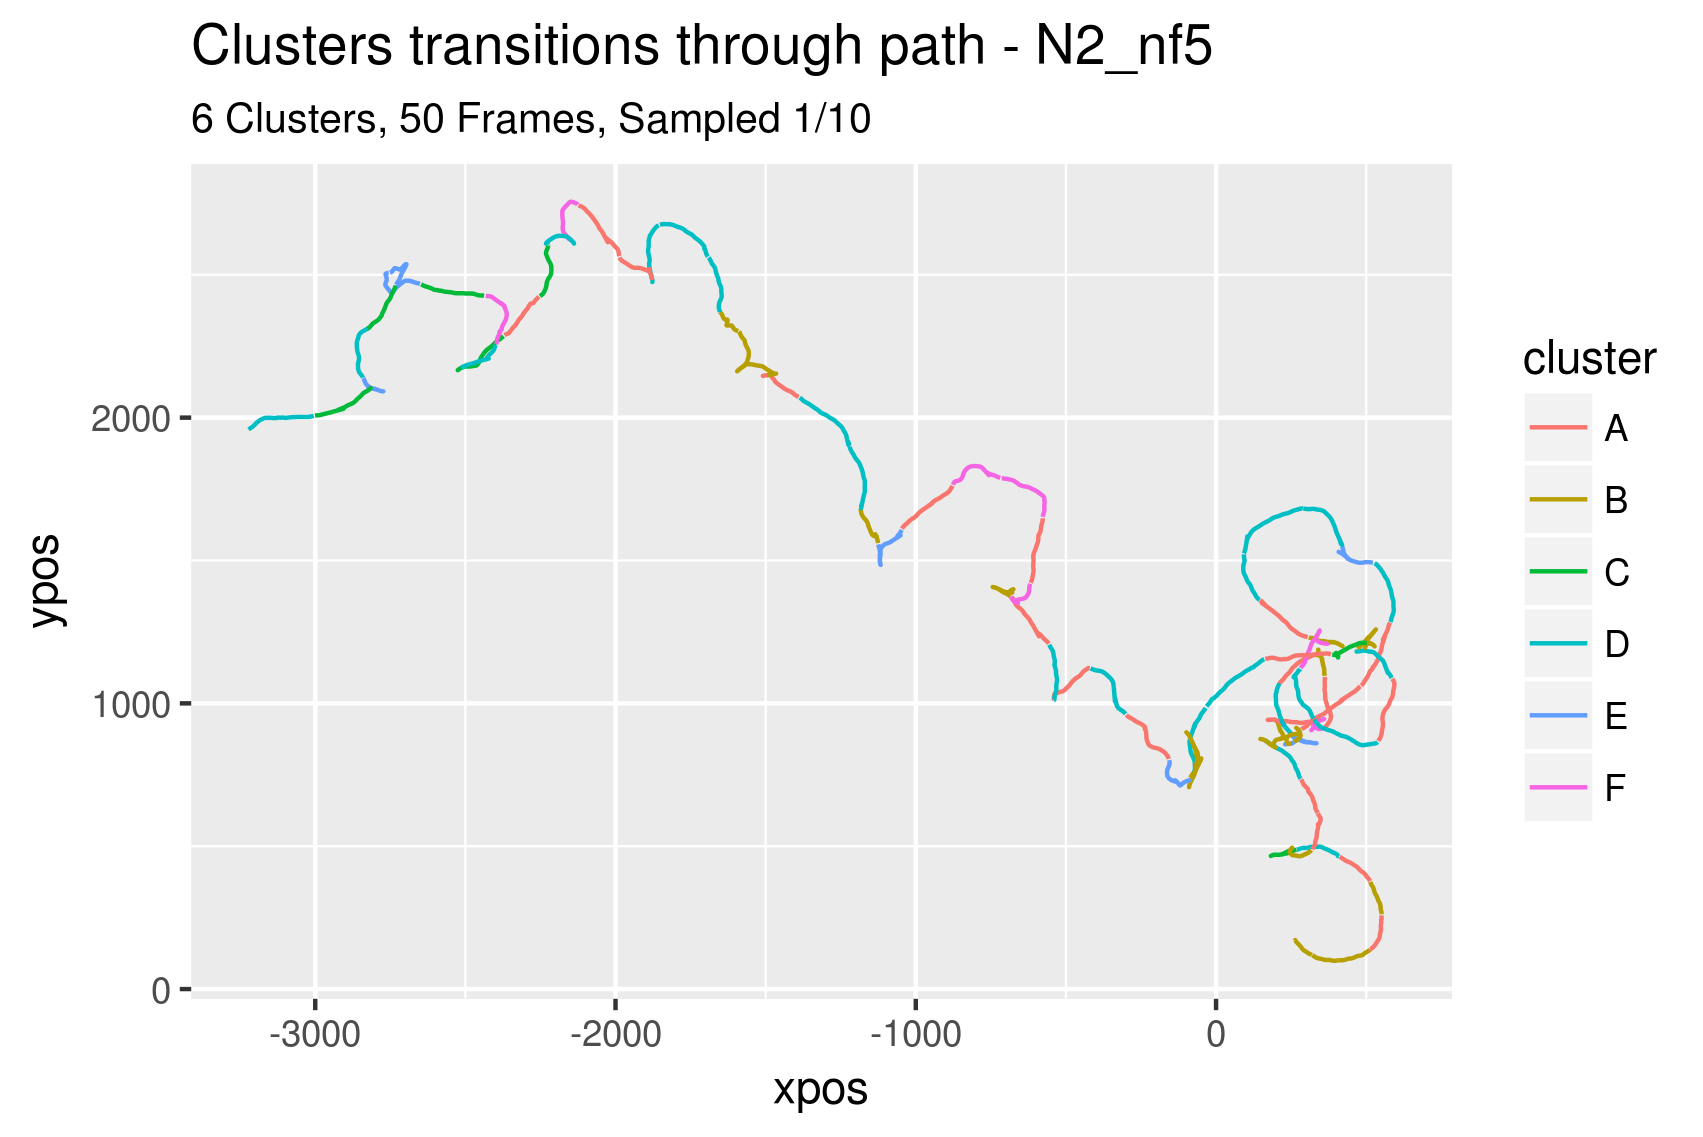 Clusters transitions through path - N2_nf5
6 Clusters, 50 Frames, Sampled 1/10
ypos
2000
1000
0
-3000
-2000
-1000
0
xpos
cluster
A
B
C
D
E
F